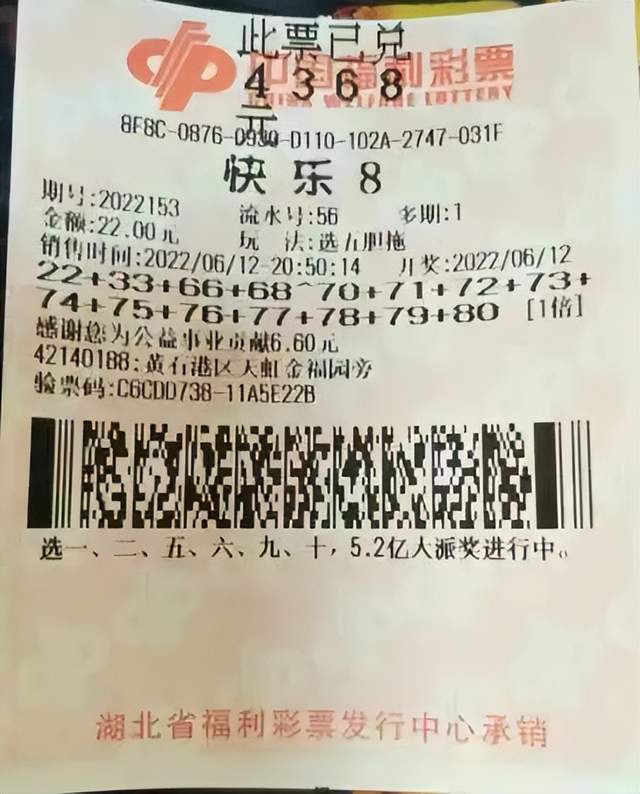 此票已兑
中国福利彩票
4368
CHINA WELFARE LOTTERY
元
8F8C-0876-0930-D110-102A-2747-031F
快乐8
期号:2022153 流水号:56 多期:1
金额:22.00元 玩 法:选五胆拖
销售时间:2022/06/12-20:50:14 开奖:2022/06/12
22+33+66+68^70+71+72+73+
74+75+76+77+78+79+80 [1倍]
感谢您为公益事业贡献6.60元
42140188:黄石港区天虹金福园旁
验票码:C6CDD738-11A5E22B
选一、二、五、六、九、十，5.2亿大派奖进行中。
湖北省福利彩票发行中心承销